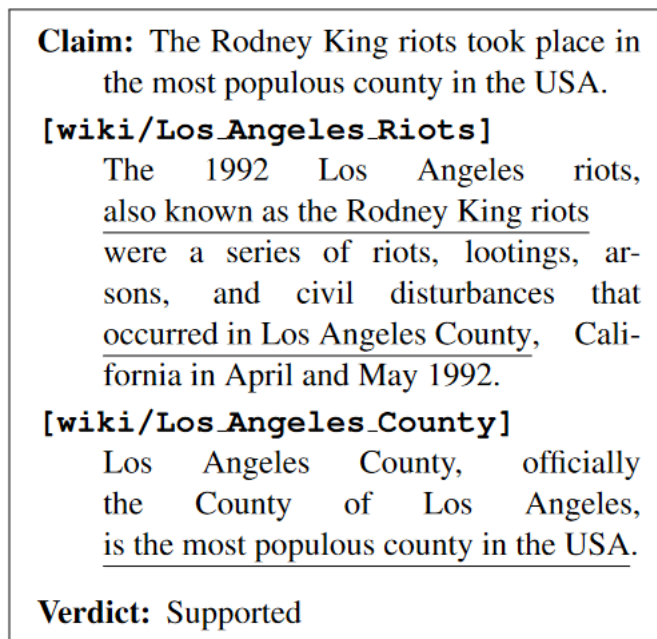 Claim: The Rodney King riots took place in
the most populous county in the USA.
[wiki/Los_Angeles_Riots]
The 1992 Los Angeles riots,
also known as the Rodney King riots
were a series of riots, lootings, ar-
sons, and civil disturbances that
occurred in Los Angeles County, Cali-
fornia in April and May 1992.
[wiki/Los_Angeles_County]
Los Angeles County, officially
the County of Los Angeles,
is the most populous county in the USA.
Verdict: Supported